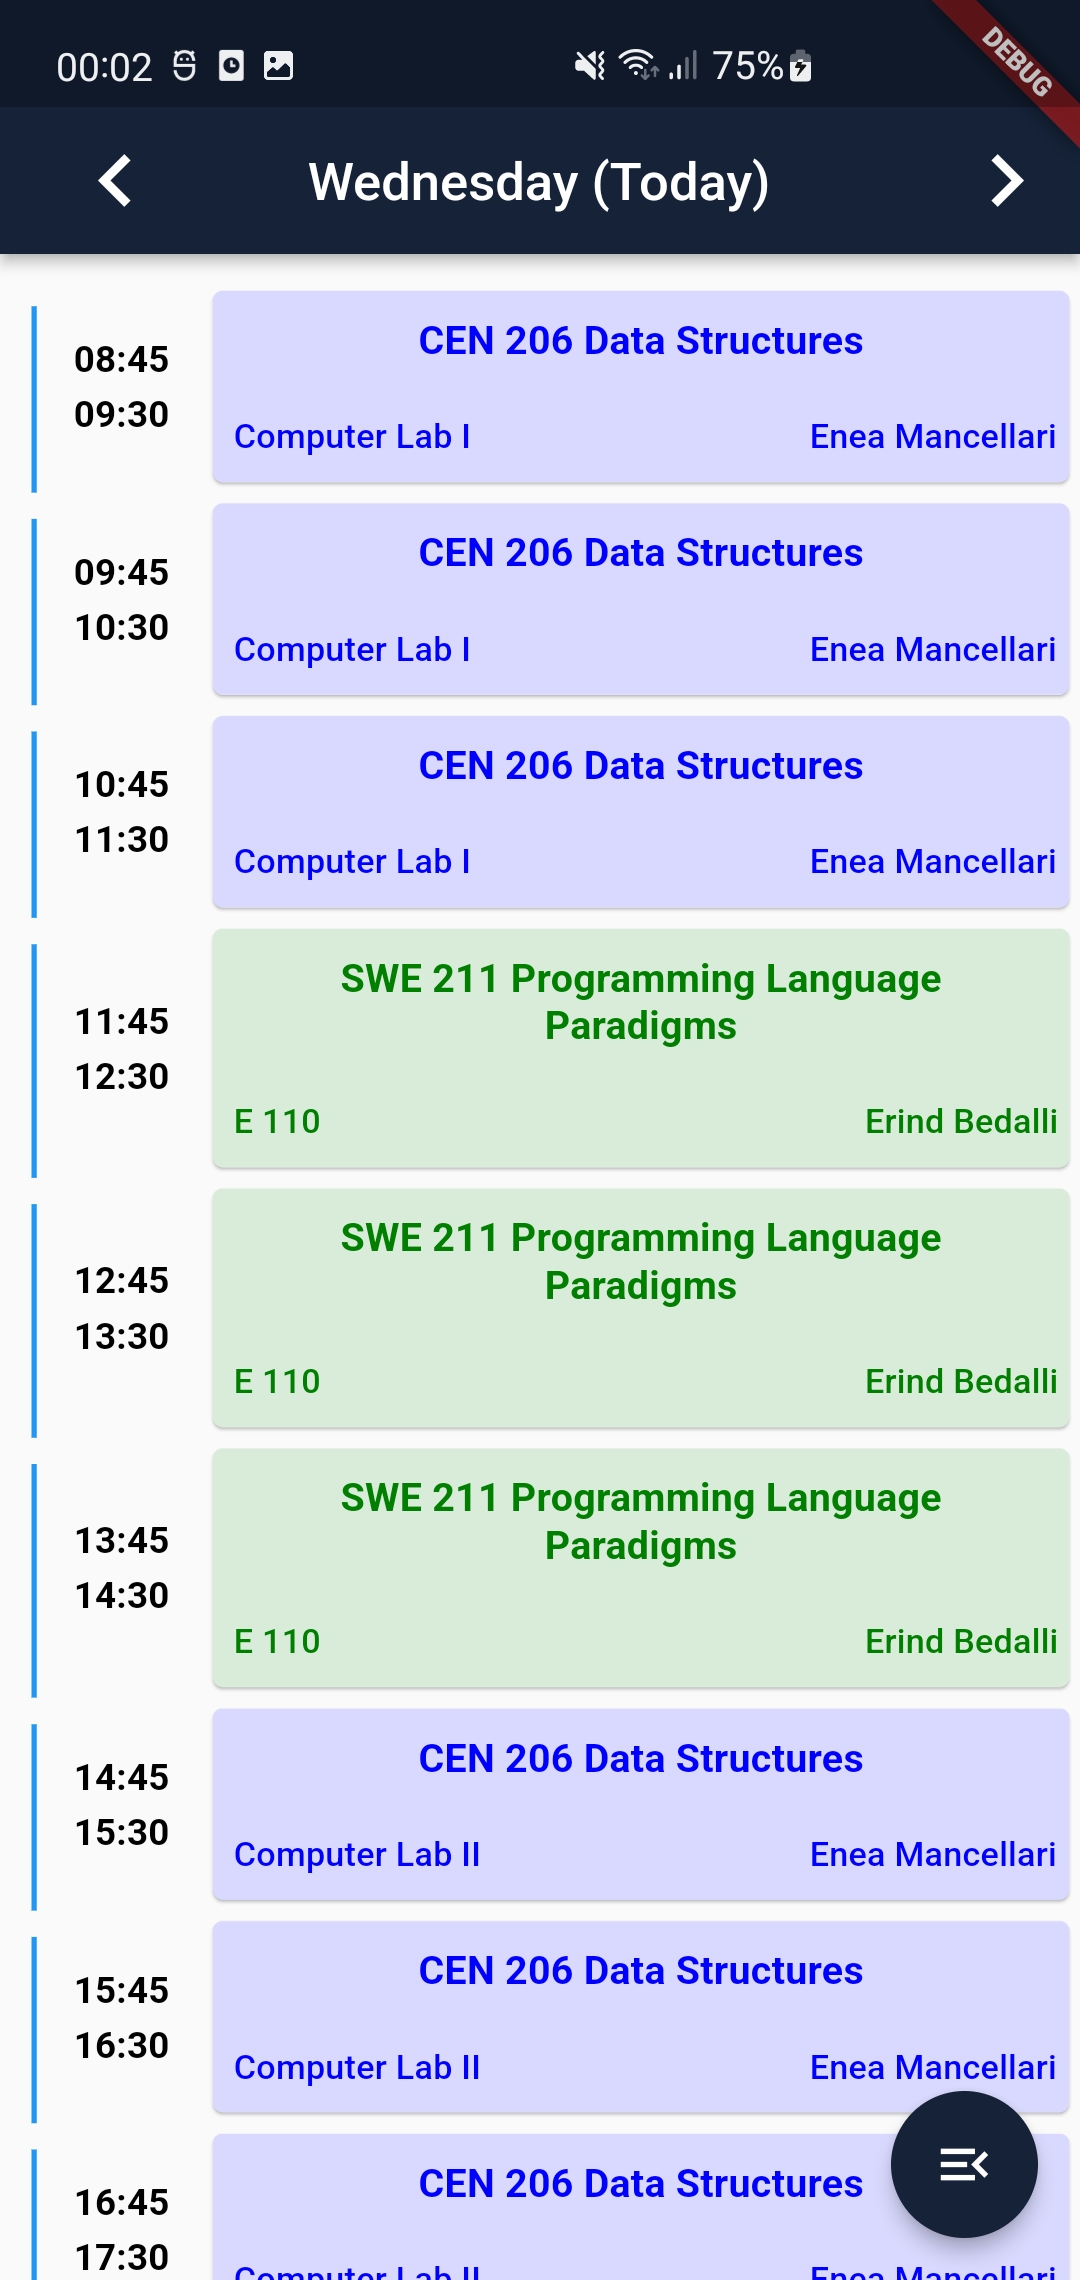 00:02 75%
DEBUG
Wednesday (Today)
08:45
09:30
CEN 206 Data Structures
Computer Lab I Enea Mancellari
09:45
10:30
CEN 206 Data Structures
Computer Lab I Enea Mancellari
10:45
11:30
CEN 206 Data Structures
Computer Lab I Enea Mancellari
11:45
12:30
SWE 211 Programming Language
Paradigms
E 110 Erind Bedalli
12:45
13:30
SWE 211 Programming Language
Paradigms
E 110 Erind Bedalli
13:45
14:30
SWE 211 Programming Language
Paradigms
E 110 Erind Bedalli
14:45
15:30
CEN 206 Data Structures
Computer Lab II Enea Mancellari
15:45
16:30
CEN 206 Data Structures
Computer Lab II Enea Mancellari
16:45
17:30
CEN 206 Data Structures
Computer Lab II Enea Mancellari